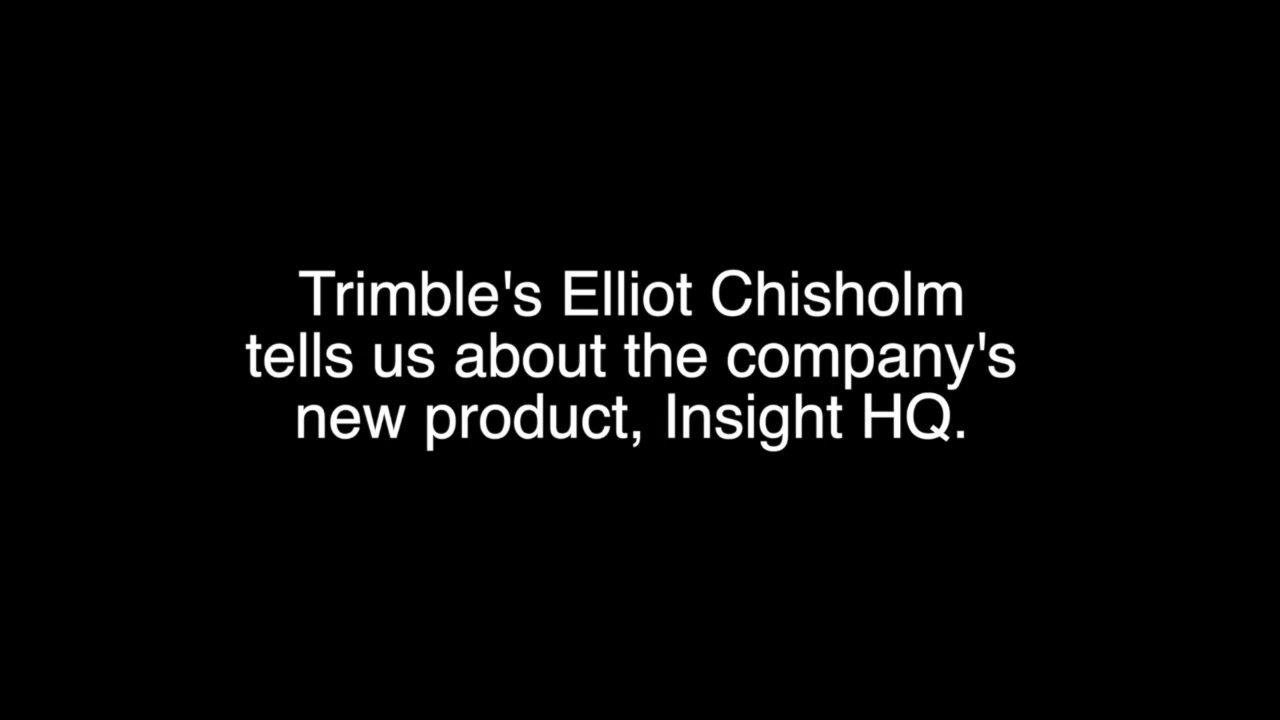 Trimble's Elliot Chisholm
tells us about the company's
new product, Insight HQ.